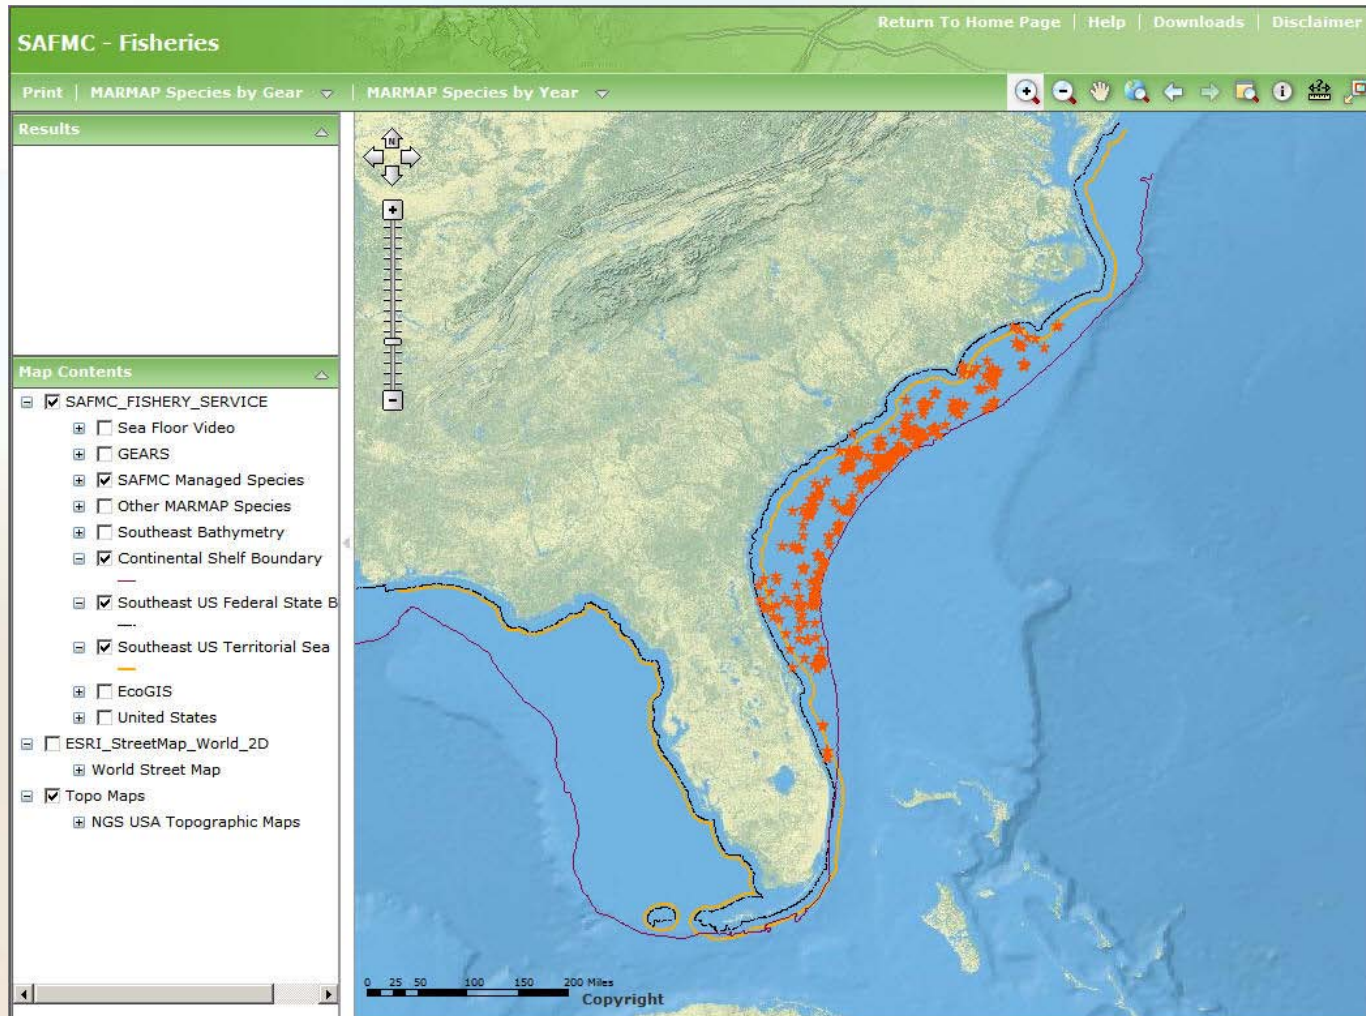 Return To Home Page | Help | Downloads | Disclaimer
SAFMC - Fisheries
Print | MARMAP Species by Gear | MARMAP Species by Year
Results
Map Contents
SAFMC_FISHERY_SERVICE
Sea Floor Video
GEARS
SAFMC Managed Species
Other MARMAP Species
Southeast Bathymetry
Continental Shelf Boundary
Southeast US Federal State B
Southeast US Territorial Sea
EcoGIS
United States
ESRI_StreetMap_World_2D
World Street Map
Topo Maps
NGS USA Topographic Maps
N
0 25 50 100 150 200 Miles
Copyright